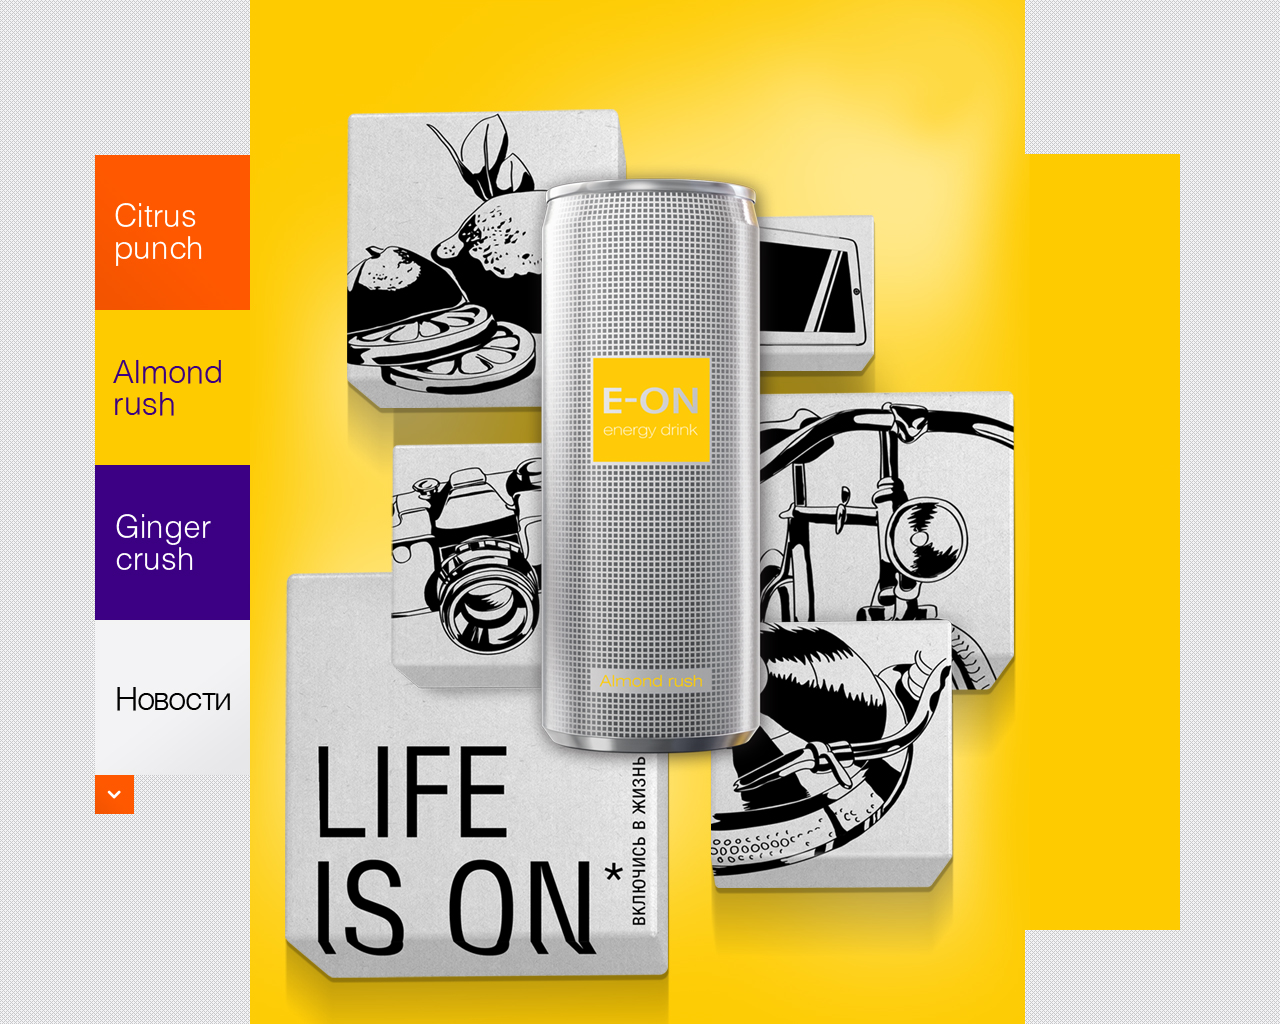 Citrus
punch
Almond
rush
Ginger
crush
Новости
E-ON
energy drink
Almond rush
LIFE
IS ON*
ВКЛЮЧИСЬ В ЖИЗНЬ